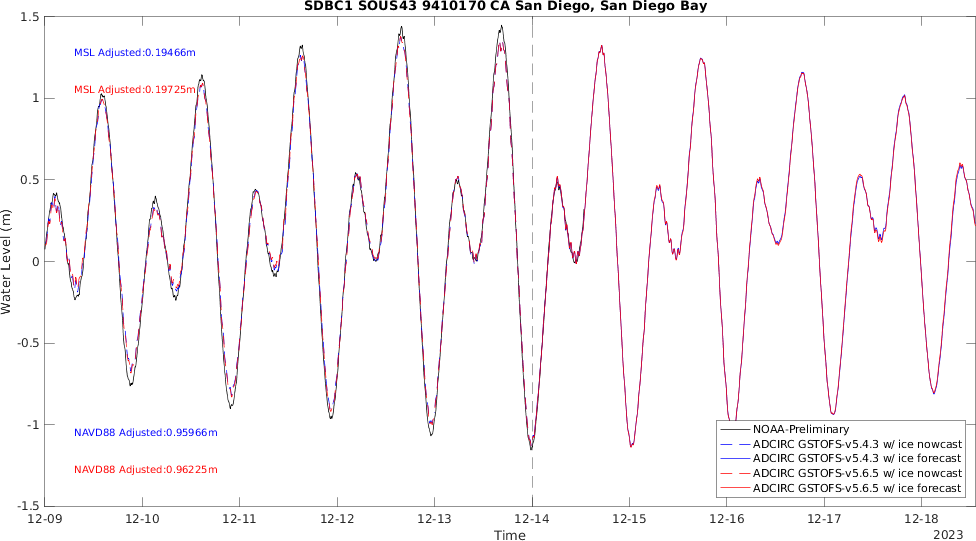 SDBC1 SOUS43 9410170 CA San Diego, San Diego Bay
1.5
1
0.5
0
-0.5
-1
-1.5
Water Level (m)
MSL Adjusted:0.19466m
MSL Adjusted:0.19725m
NAVD88 Adjusted:0.95966m
NAVD88 Adjusted:0.96225m
NOAA-Preliminary
ADCIRC GSTOFS-v5.4.3 w/ ice nowcast
ADCIRC GSTOFS-v5.4.3 w/ ice forecast
ADCIRC GSTOFS-v5.6.5 w/ ice nowcast
ADCIRC GSTOFS-v5.6.5 w/ ice forecast
12-09 12-10 12-11 12-12 12-13 12-14 12-15 12-16 12-17 12-18
Time
2023